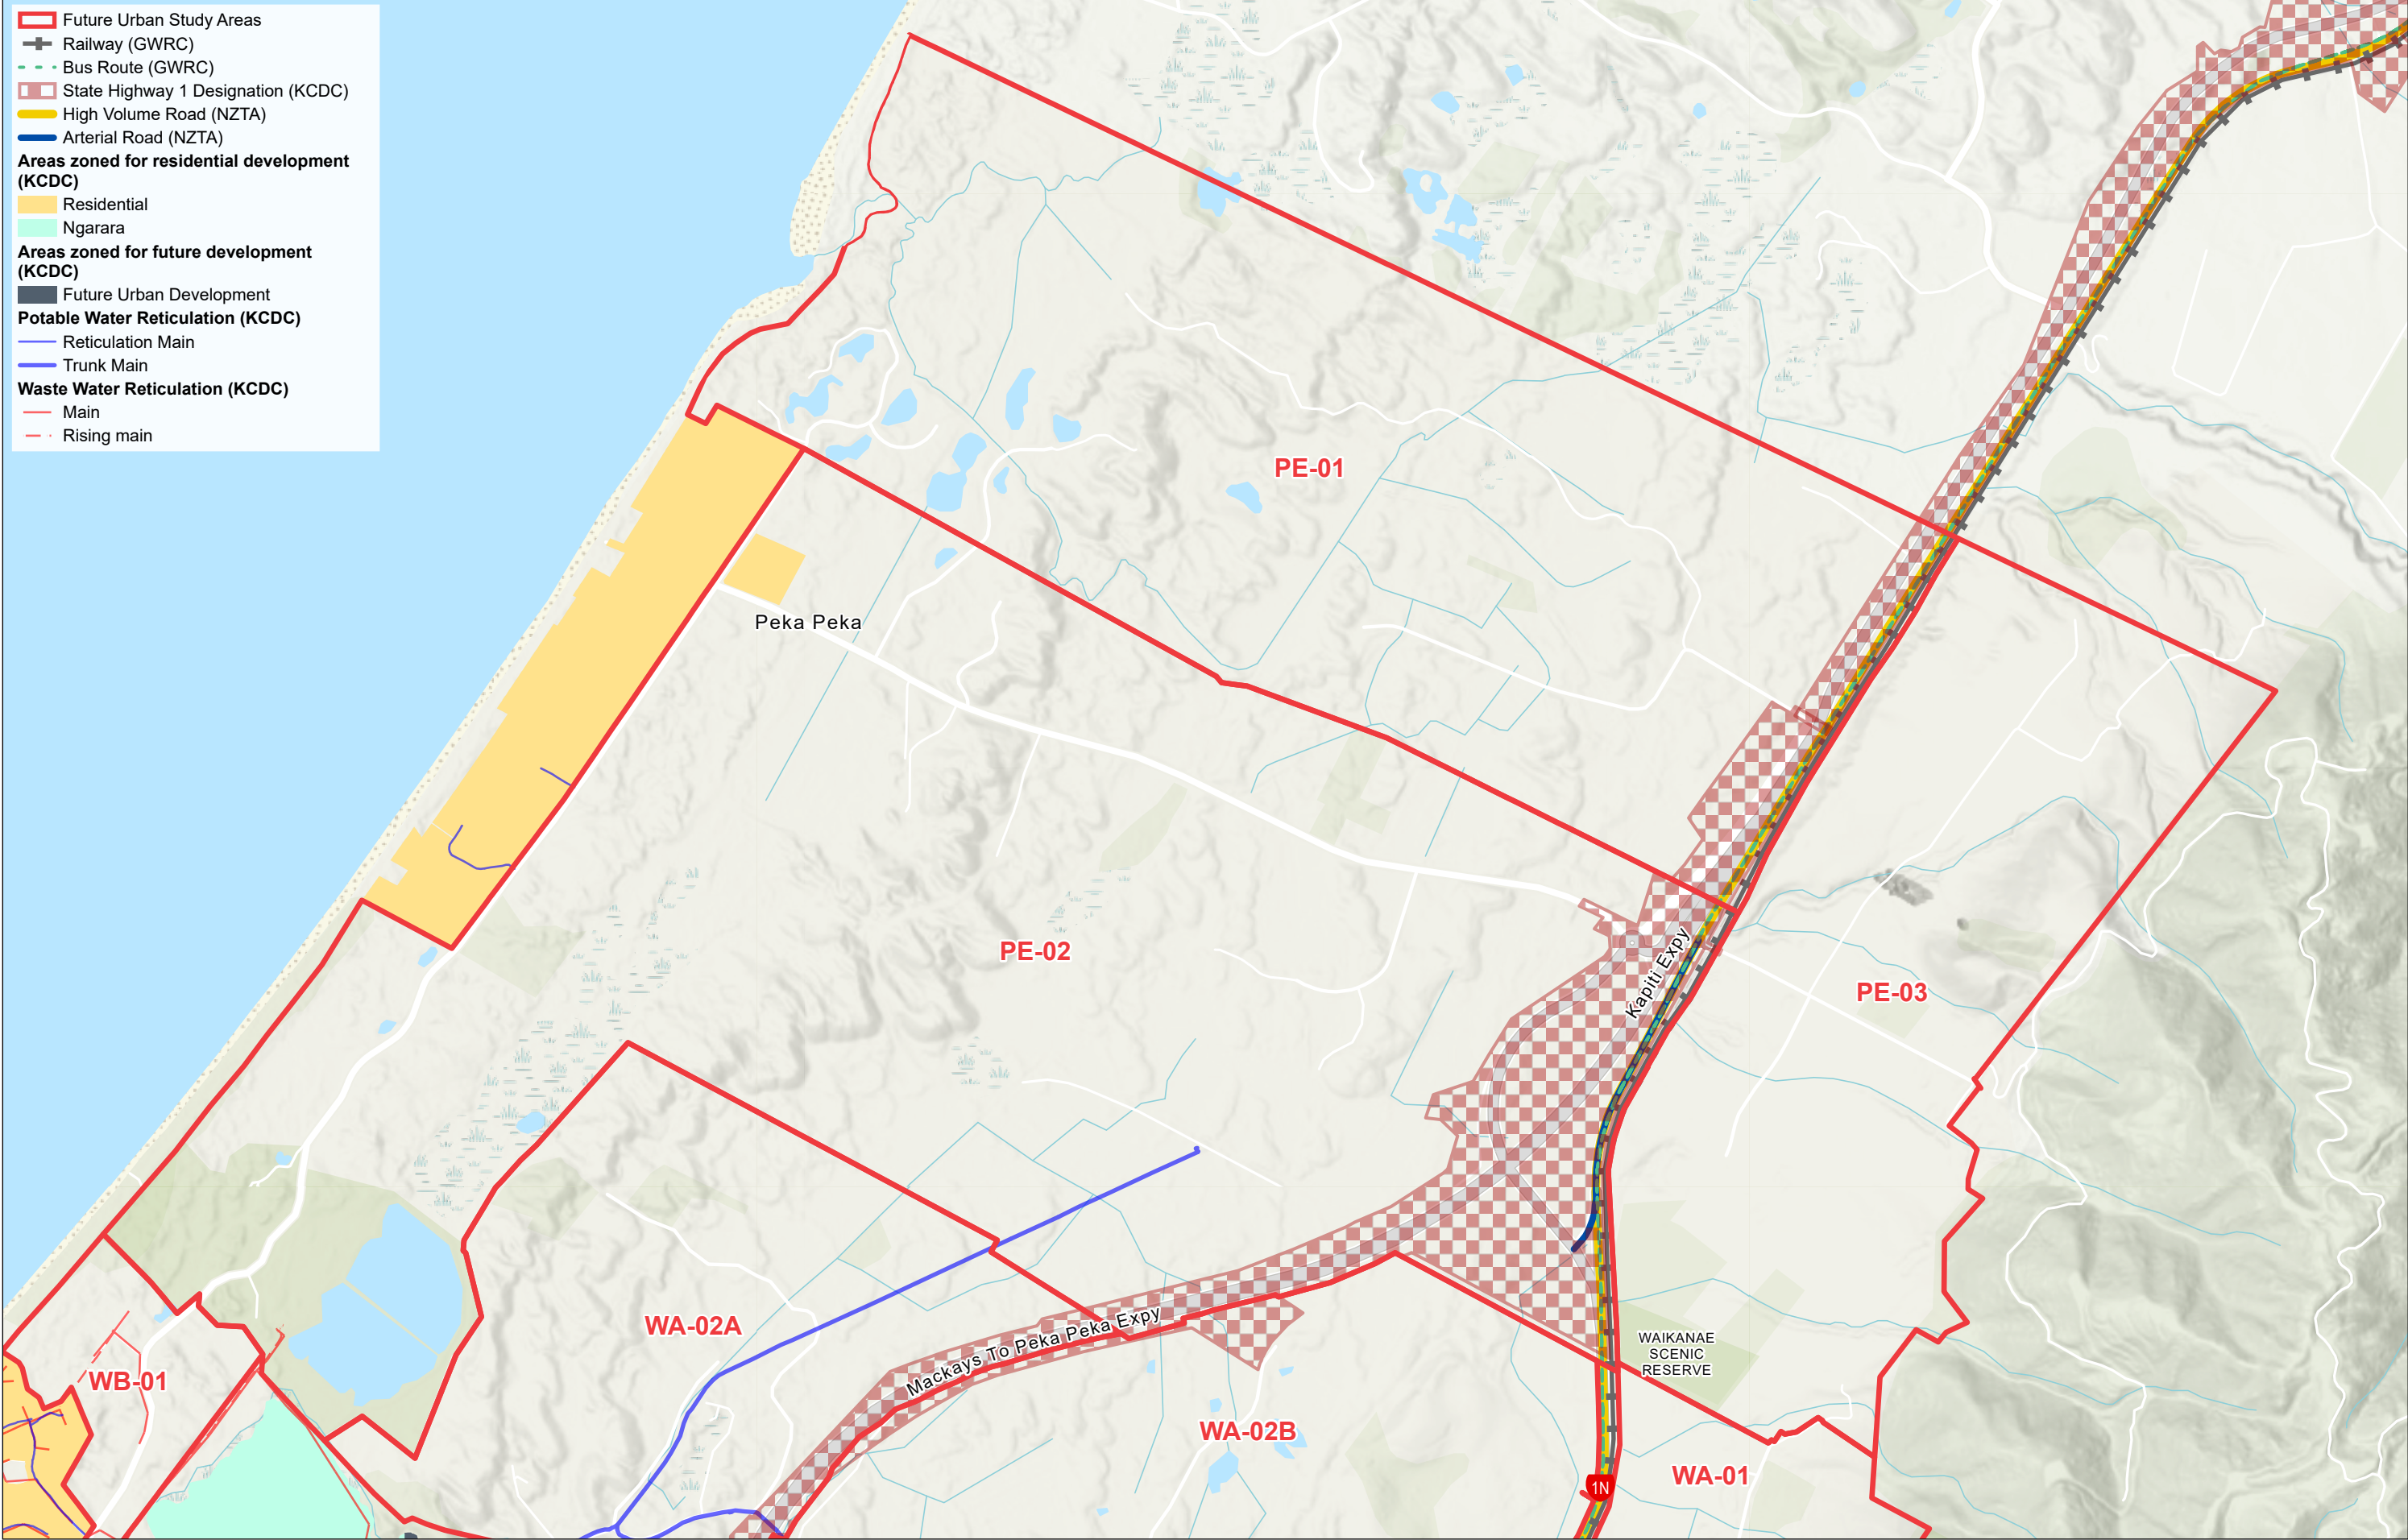 Future Urban Study Areas
Railway (GWRC)
Bus Route (GWRC)
State Highway 1 Designation (KCDC)
High Volume Road (NZTA)
Arterial Road (NZTA)
Areas zoned for residential development
(KCDC)
Residential
Ngarara
Areas zoned for future development
(KCDC)
Future Urban Development
Potable Water Reticulation (KCDC)
Reticulation Main
Trunk Main
Waste Water Reticulation (KCDC)
Main
Rising main
PE-01
Peka Peka
PE-02
Kapiti Expy
PE-03
WA-02A
Mackays To Peka Peka Expy
WAIKANAE
SCENIC
RESERVE
WB-01
WA-02B
WA-01
1N